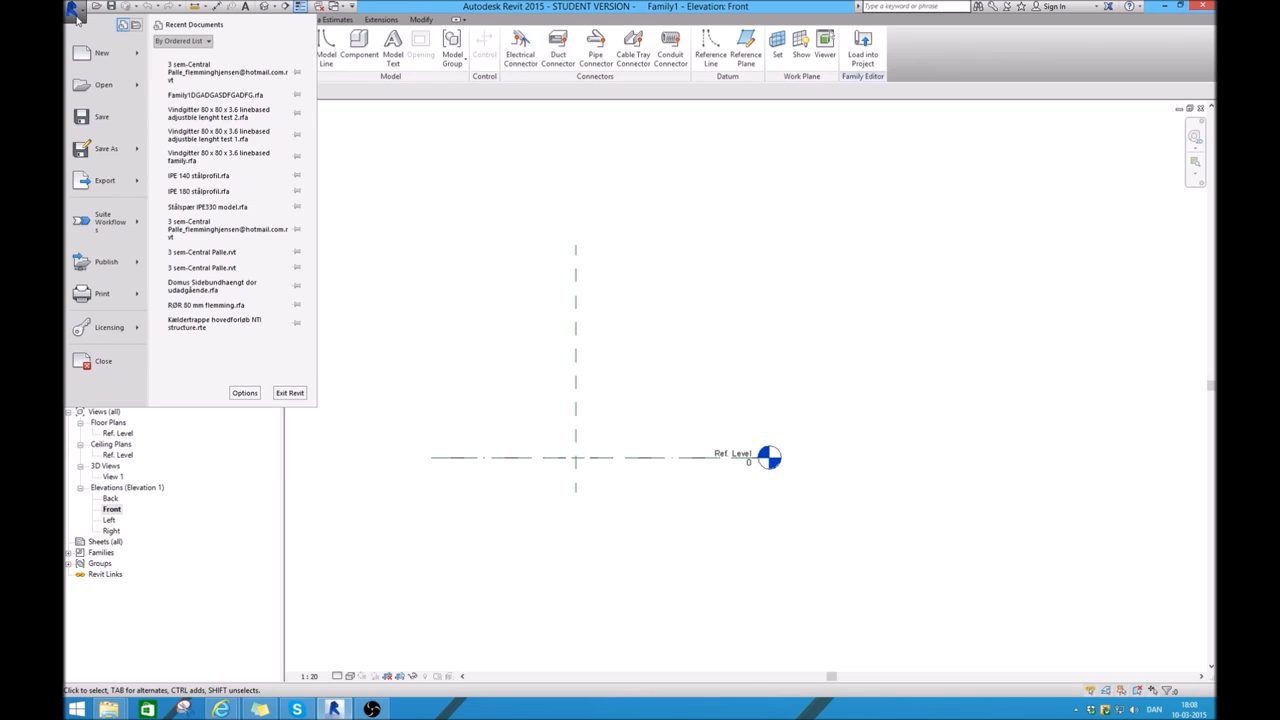 Autodesk Revit 2015 - STUDENT VERSION - Family1 - Elevation: Front
Type a keyword or phrase
Sign In
Estimates
Extensions
Modify
Recent Documents
By Ordered List
New
Open
Save
Save As
Export
Suite
Workflow
s
Publish
Print
Licensing
Close
3 sem-Central
Palle_flemminghjensen@hotmail.com.r
vt
Family1DGADGASDFGADFG.rfa
Vindgitter 80 x 80 x 3.6 linebased
adjustble lenght test 2.rfa
Vindgitter 80 x 80 x 3.6 linebased
adjustble lenght test 1.rfa
Vindgitter 80 x 80 x 3.6 linebased
family.rfa
IPE 140 stålprofil.rfa
IPE 180 stålprofil.rfa
Stålspær IPE330 model.rfa
3 sem-Central
Palle_flemminghjensen@hotmail.com.r
vt
3 sem-Central Palle.rvt
3 sem-Central Palle.rvt
Domus Sidebundhaengt dor
udadgående.rfa
RØR 80 mm flemming.rfa
Kældertrappe hovedforløb NTI
structure.rte
Options
Exit Revit
Model
Line
Component
Model
Text
Opening
Model
Group
Control
Electrical
Connector
Duct
Connector
Pipe
Connector
Cable Tray
Connector
Conduit
Connector
Reference
Line
Reference
Plane
Set
Show
Viewer
Load into
Project
Model
Control
Connectors
Datum
Work Plane
Family Editor
Views (all)
Floor Plans
Ref. Level
Ceiling Plans
Ref. Level
3D Views
View 1
Elevations (Elevation 1)
Back
Front
Left
Right
Sheets (all)
Families
Groups
Revit Links
Ref. Level
0
1 : 20
Click to select, TAB for alternates, CTRL adds, SHIFT unselects.
:0
DAN
18:08
10-03-2015